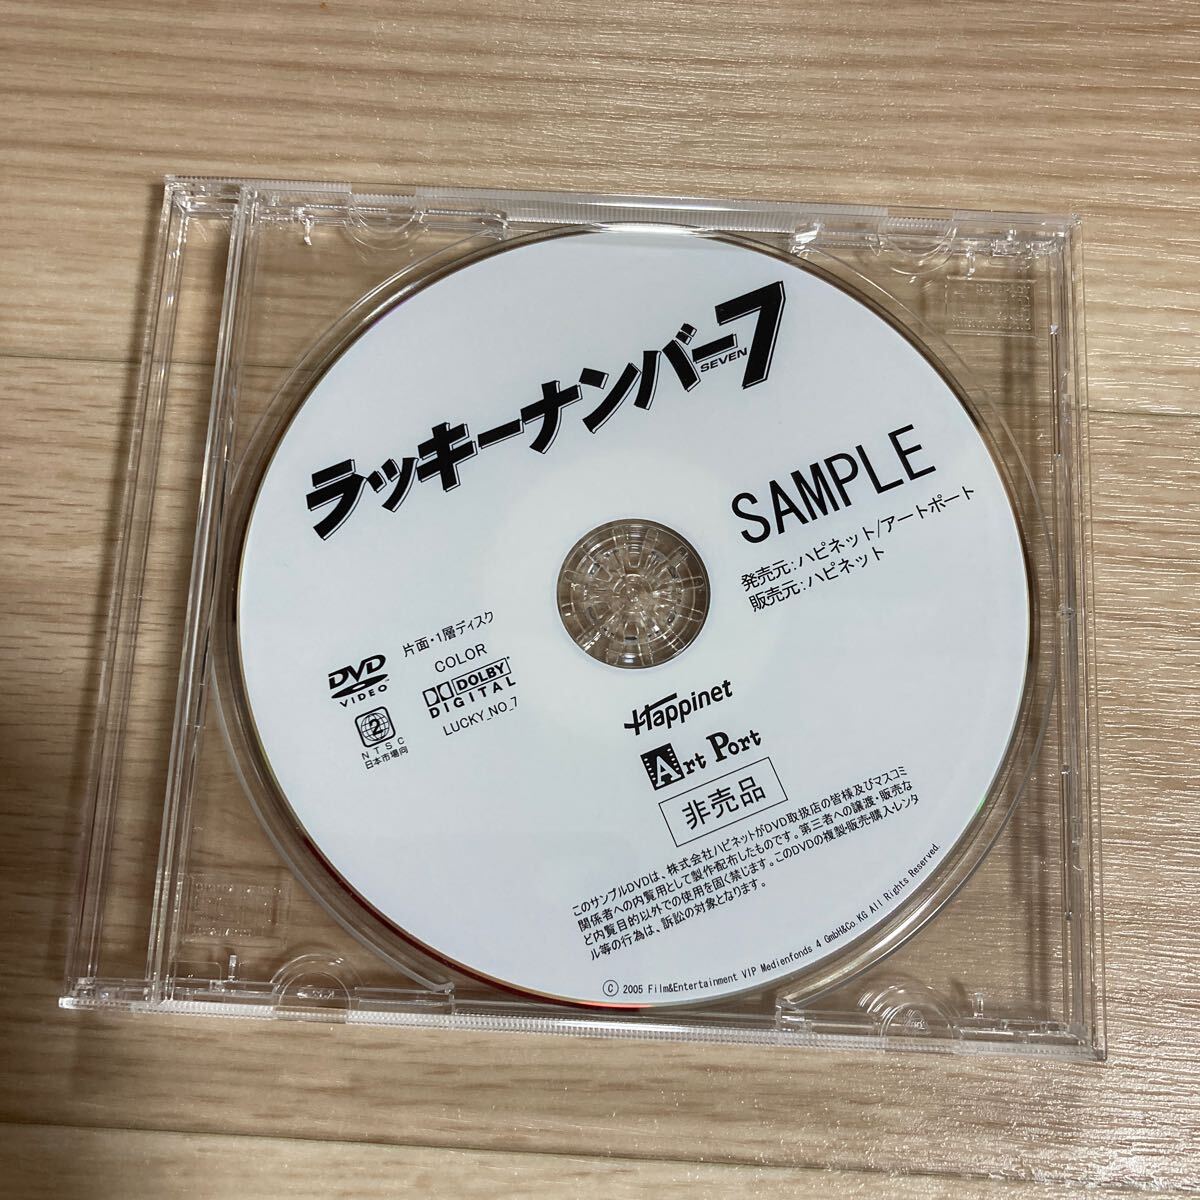 ラッキーナンバー7
SEVEN
SAMPLE
発売元:ハピネット/アートポート
販売元:ハピネット
片面・1層ディスク
COLOR
DVD
VIDEO
DOLBY
DIGITAL
LUCKY_NO_7
2
NTSC
日本市場向
Happinet
Art Port
非売品
このサンプルDVDは、株式会社ハピネットがDVD取扱店の皆様及びマスコミ
関係者への内覧用として製作配布したものです。第三者への譲渡・販売な
ど内覧目的以外での使用を固く禁じます。このDVDの複製・販売・購入・レンタ
ル等の行為は、訴訟の対象となります。
Ⓒ 2005 Film&Entertainment VIP Medienfonds 4 GmbH&Co.KG All Rights Reserved.